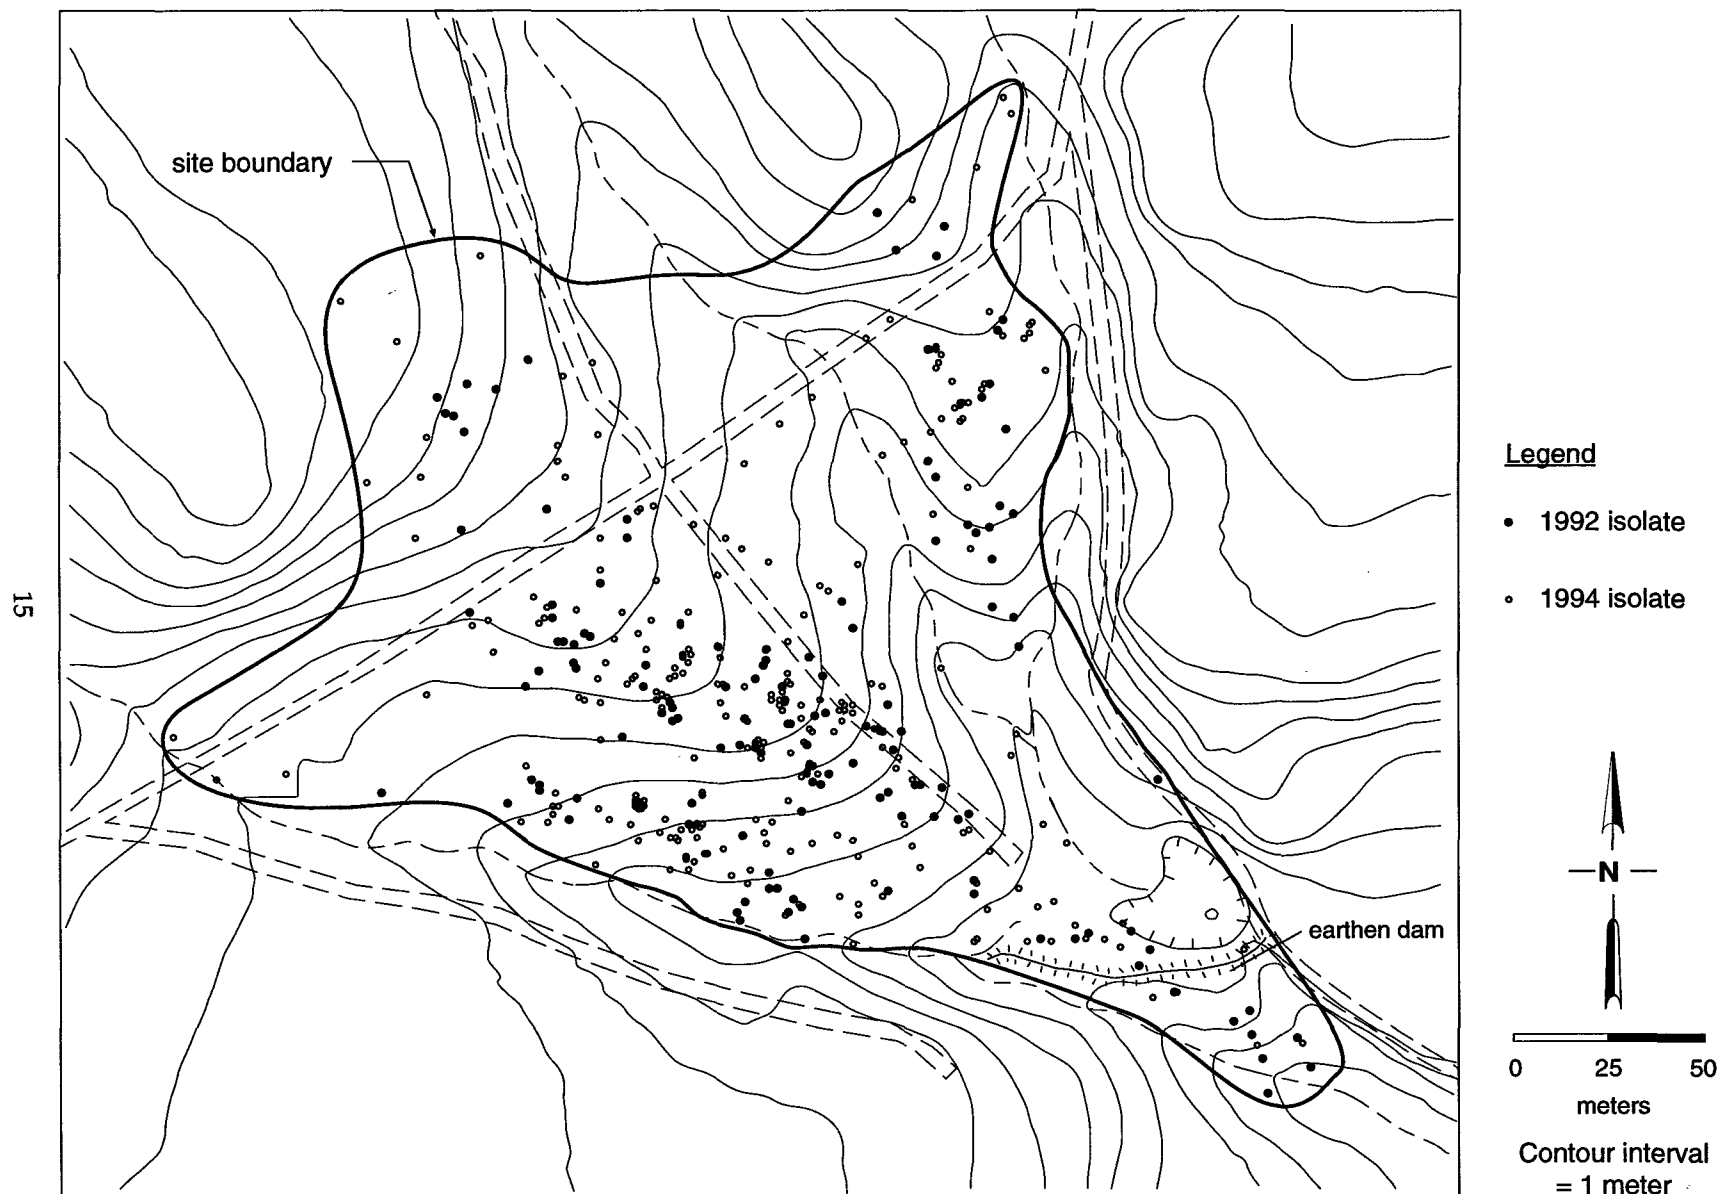 site boundary
15
Legend
1992 isolate
1994 isolate
N
earthen dam
0 25 50
meters
Contour interval
= 1 meter